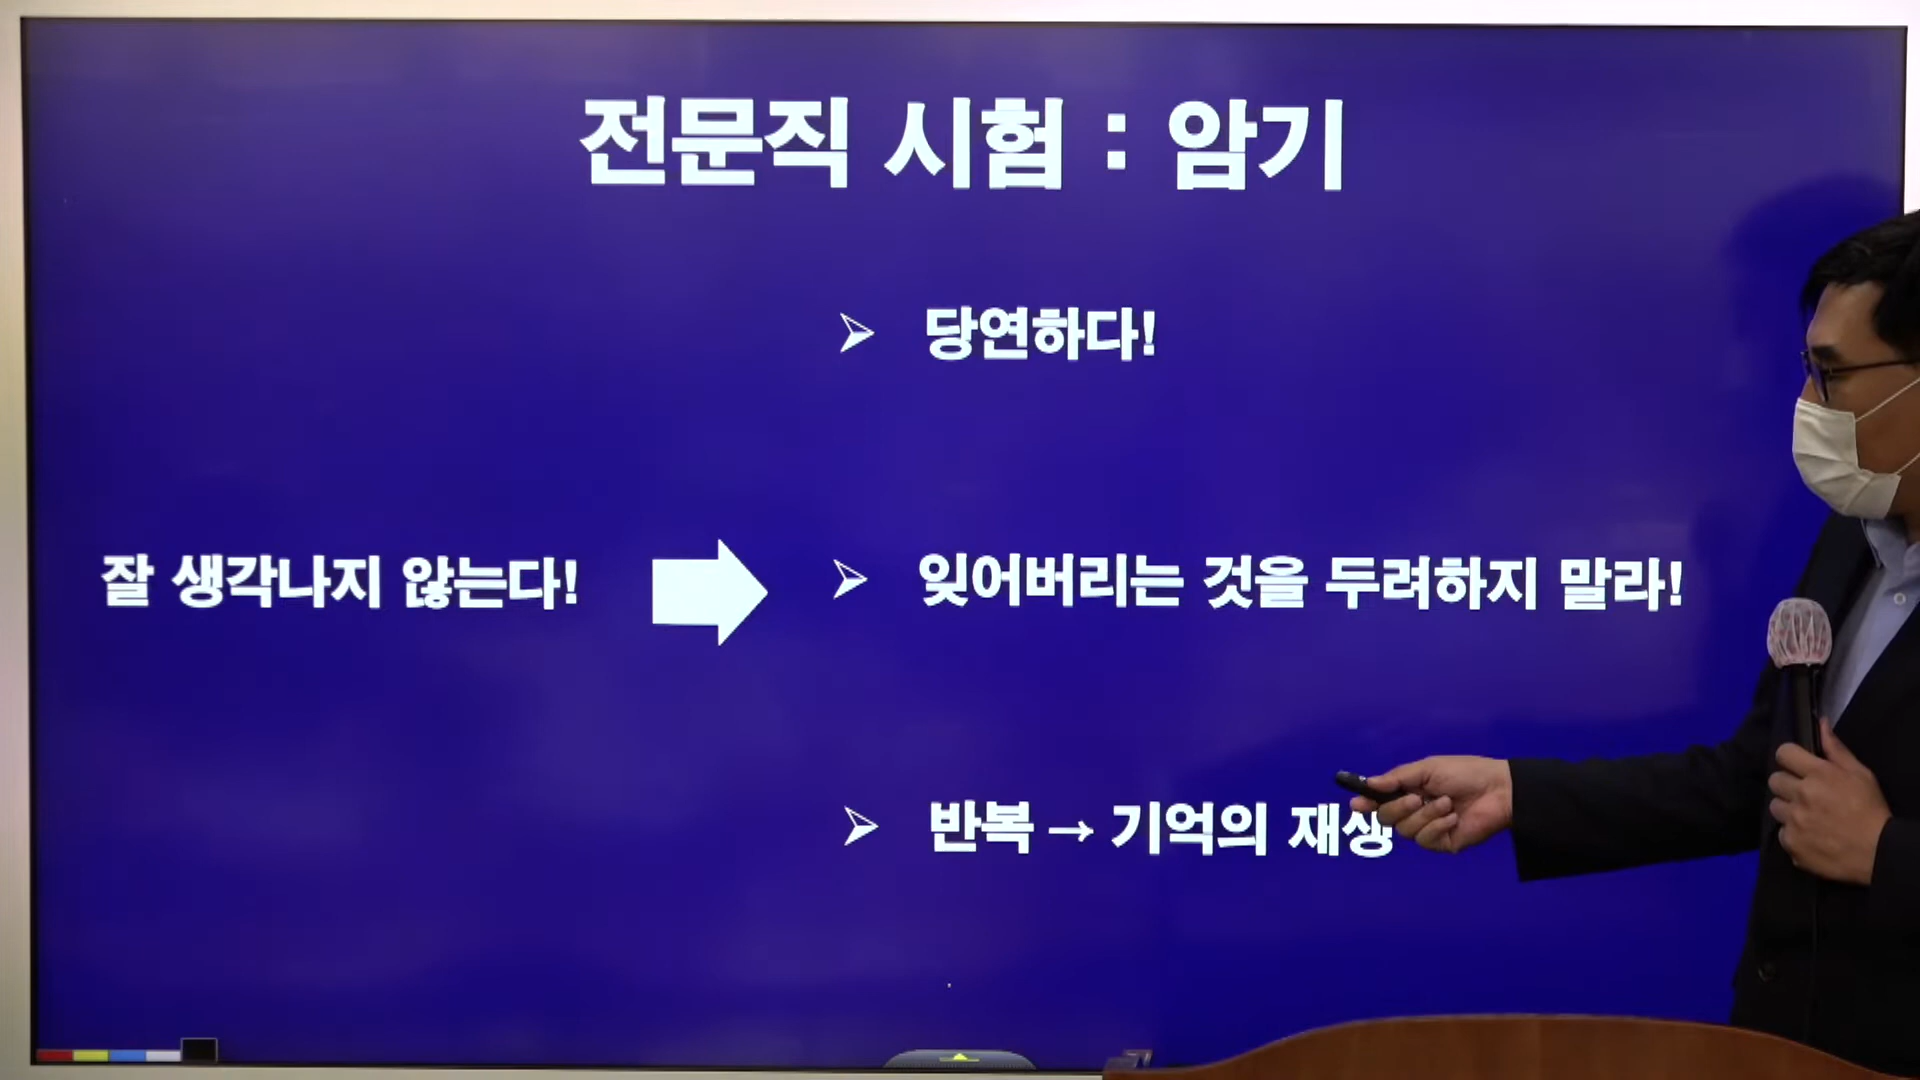 전문직 시험 : 암기
➢ 당연하다!
잘 생각나지 않는다! ➢ 잊어버리는 것을 두려하지 말라!
➢ 반복 → 기억의 재생